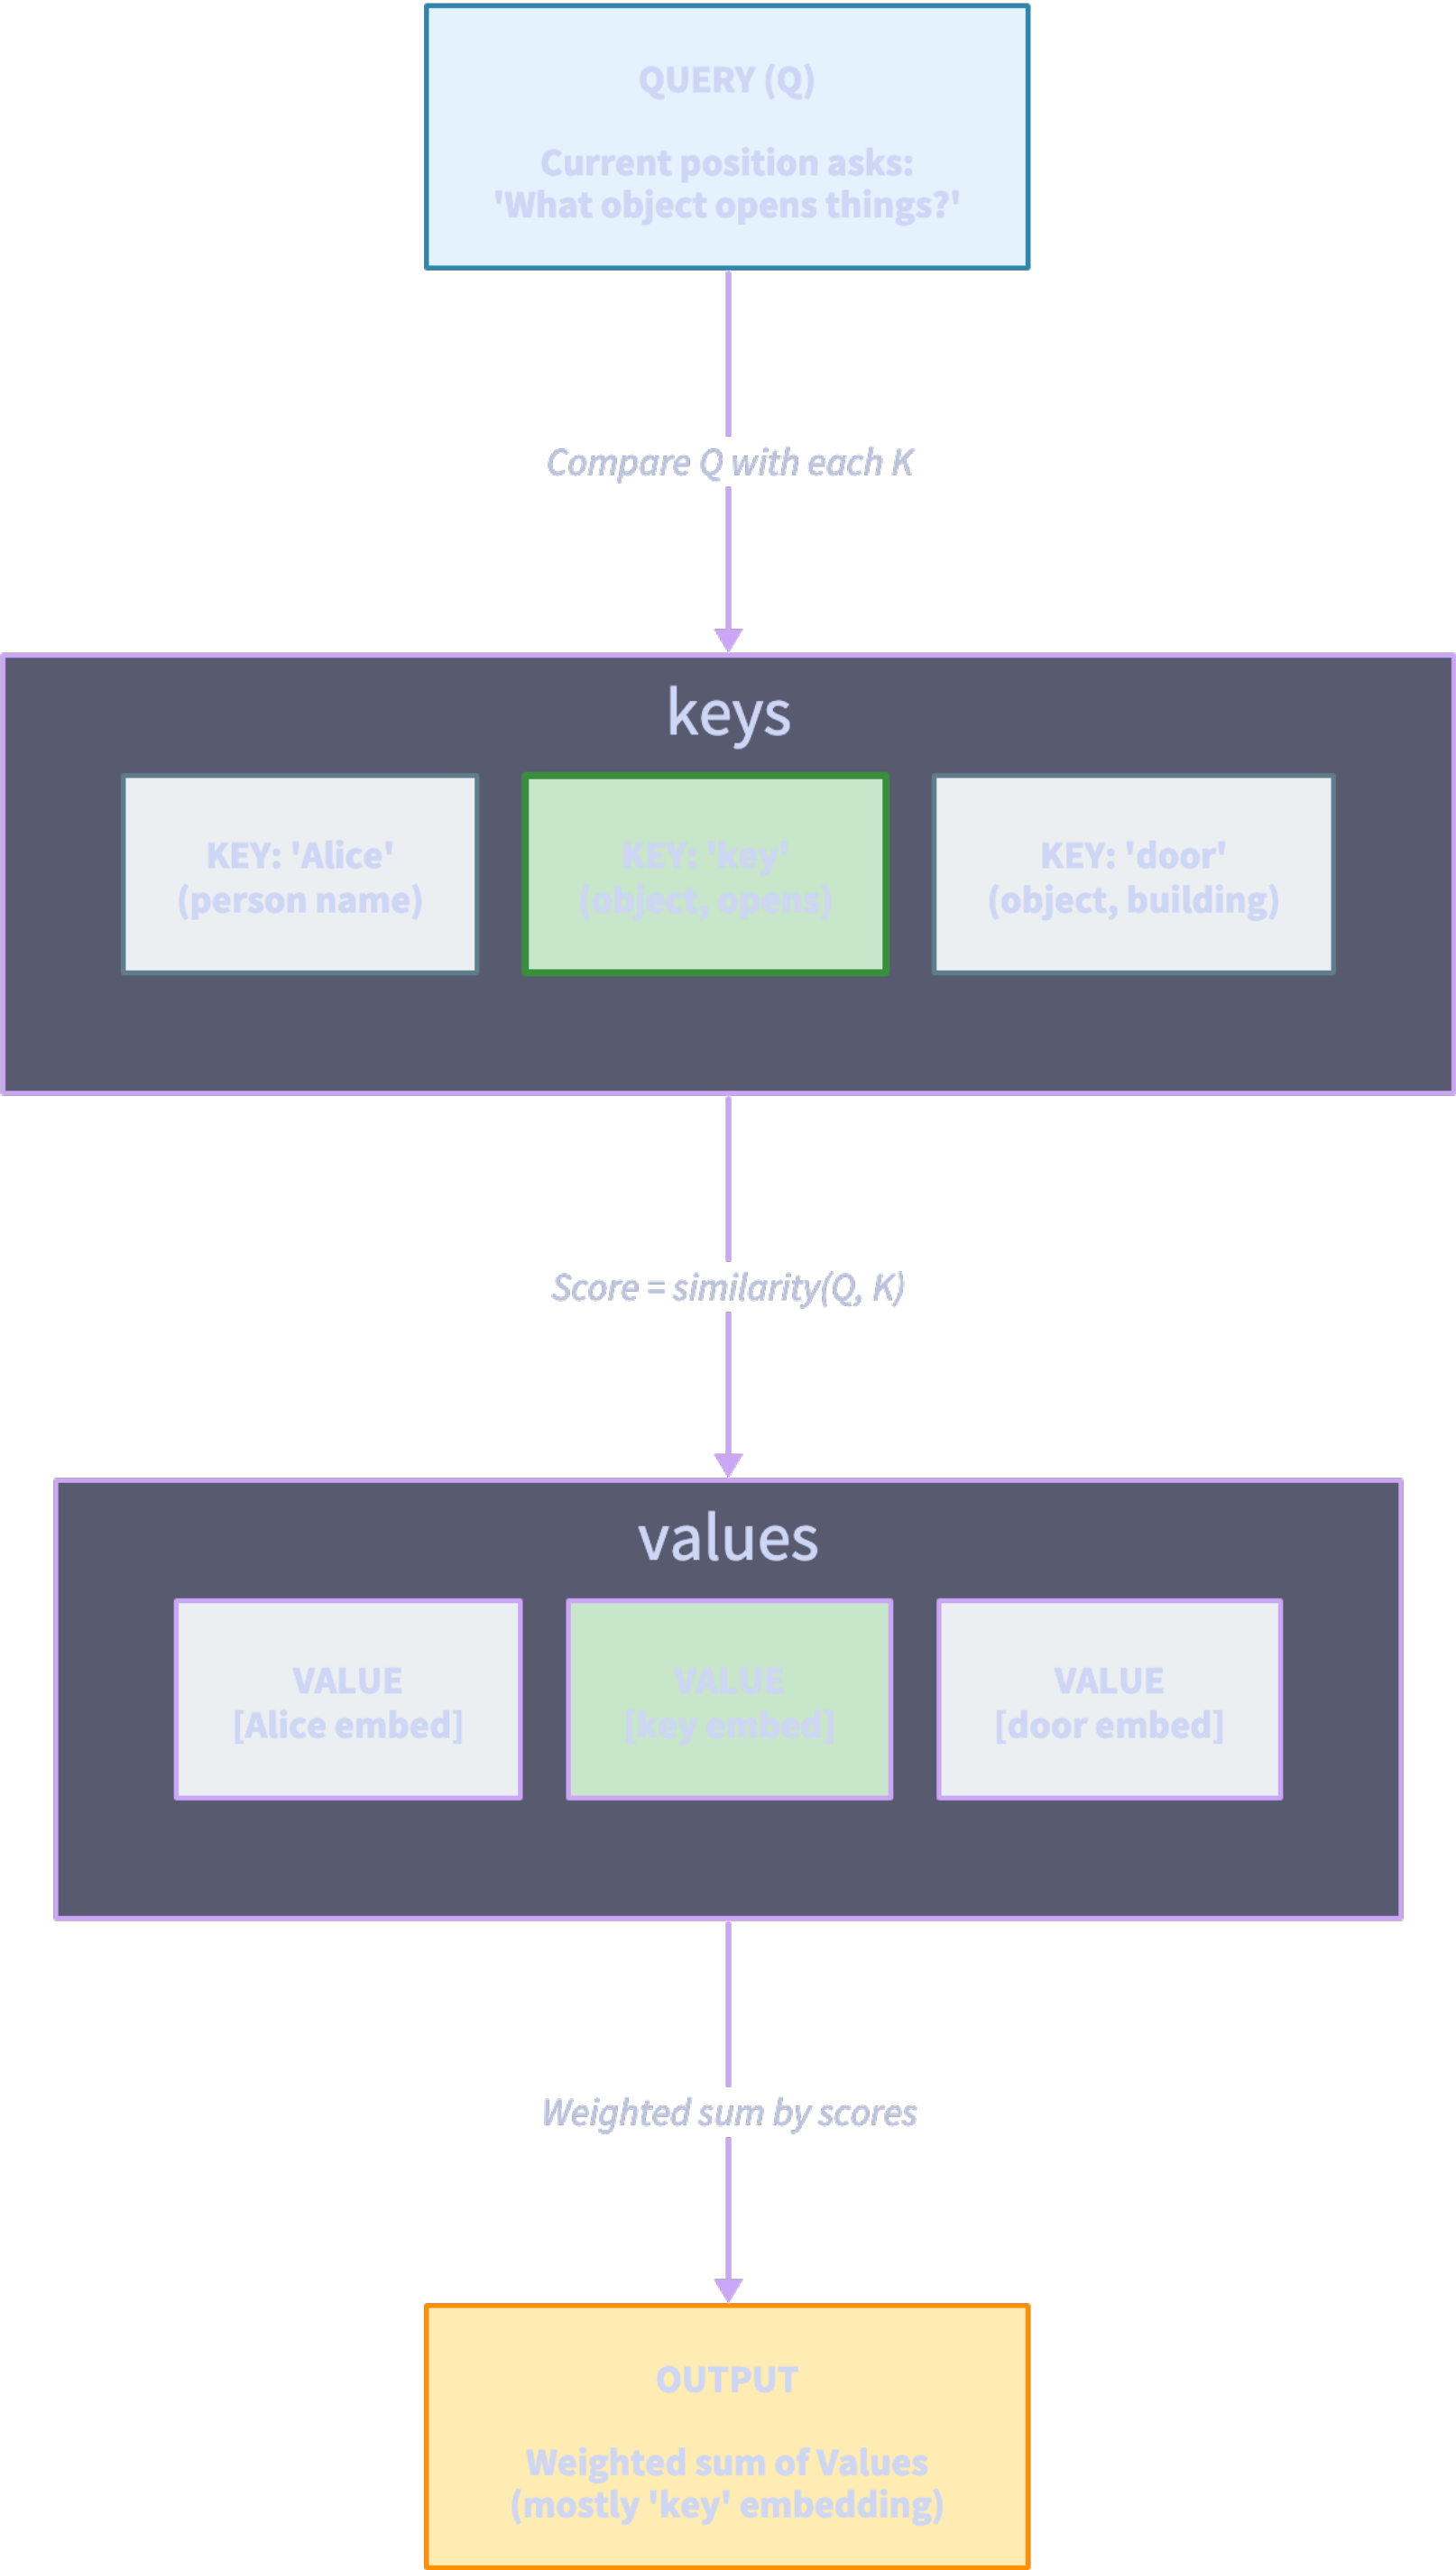 QUERY (Q)
Current position asks:
'What object opens things?'
Compare Q with each K
keys
KEY: 'Alice'
(person name)
KEY: 'key'
(object, opens)
KEY: 'door'
(object, building)
Score = similarity(Q, K)
values
VALUE
[Alice embed]
VALUE
[key embed]
VALUE
[door embed]
Weighted sum by scores
OUTPUT
Weighted sum of Values
(mostly 'key' embedding)